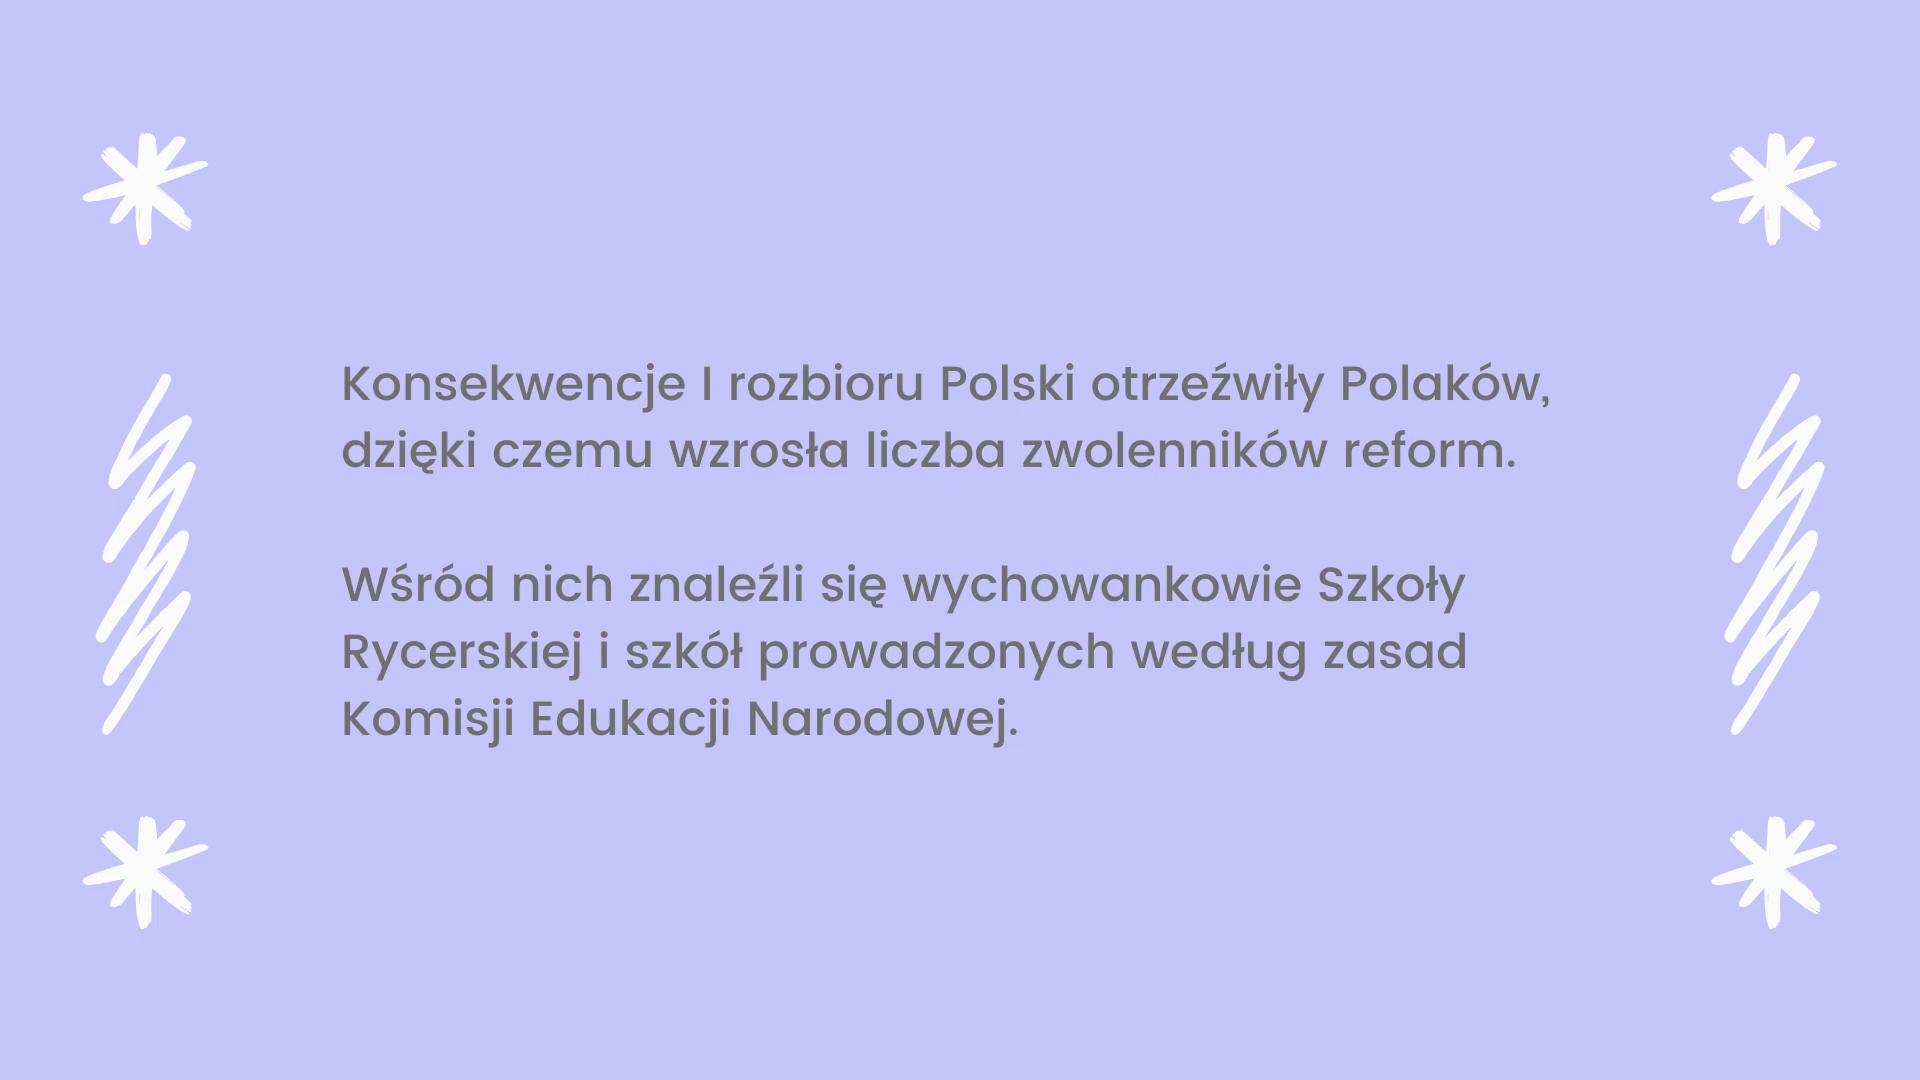 Konsekwencje I rozbioru Polski otrzeźwiły Polaków,
dzięki czemu wzrosła liczba zwolenników reform.
Wśród nich znaleźli się wychowankowie Szkoły
Rycerskiej i szkół prowadzonych według zasad
Komisji Edukacji Narodowej.